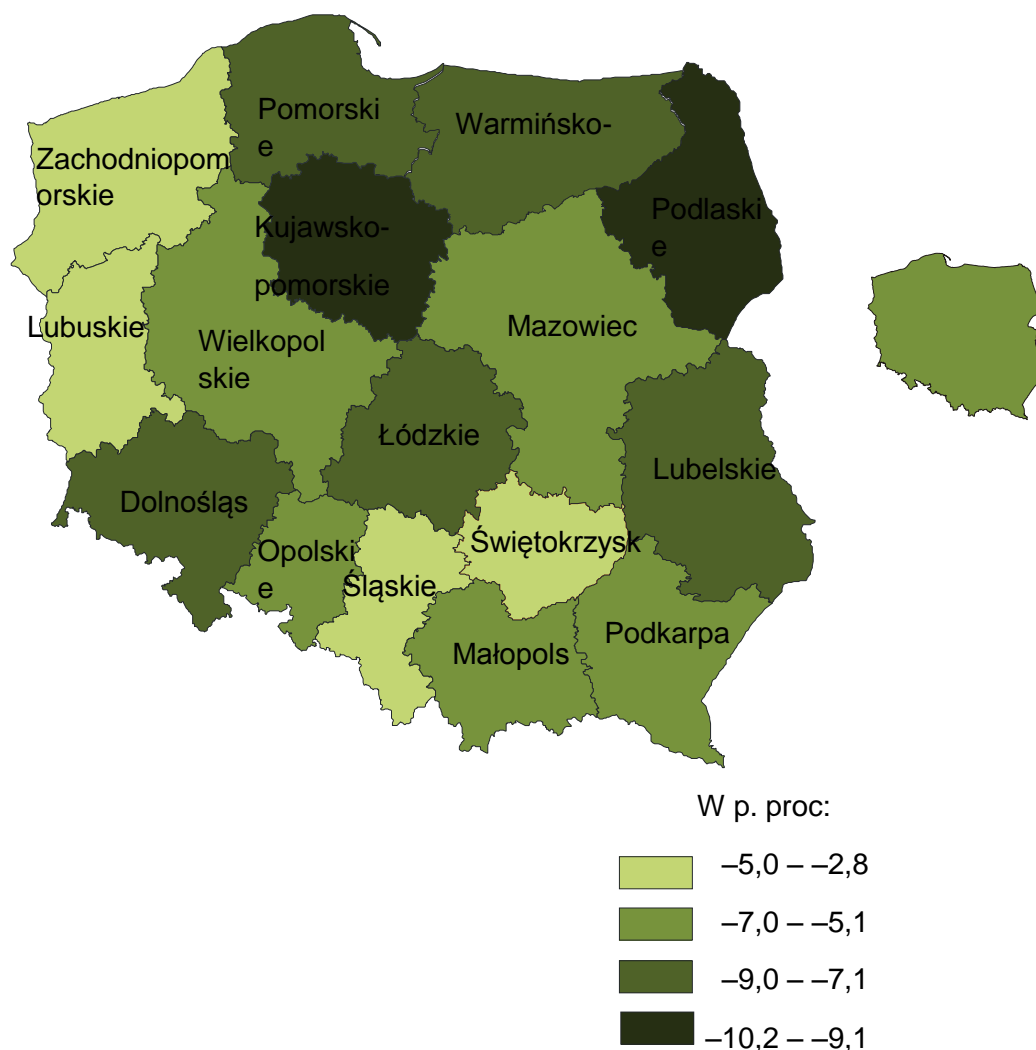 Pomorski
e
Warmińsko-
Zachodniopom
orskie
Podlaski
e
Kujawsko-
pomorskie
Lubuskie
Wielkopol
skie
Mazowiec
Łódzkie
Lubelskie
Dolnośląs
Opolski
e
Śląskie
Świętokrzysk
Małopols
Podkarpa
W p. proc:
–5,0 – –2,8
–7,0 – –5,1
–9,0 – –7,1
–10,2 – –9,1